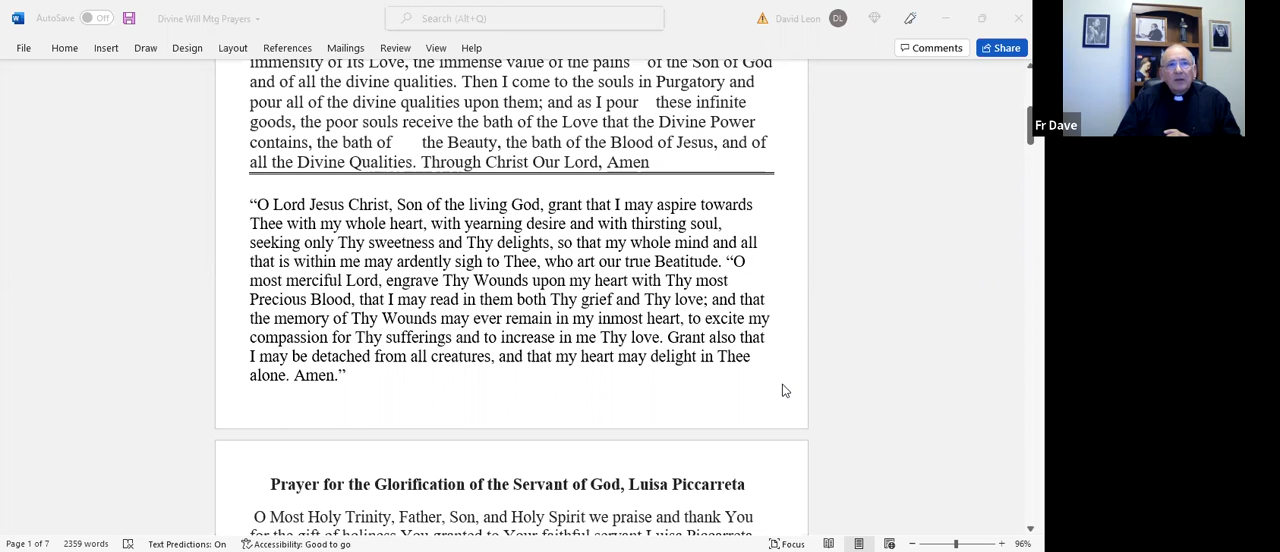 AutoSave Off Divine Will Mtg Prayers Search (Alt+Q) David Leon DL
File Home Insert Draw Design Layout References Mailings Review View Help Comments Share
immensity of Its Love, the immense value of the pains of the Son of God
and of all the divine qualities. Then I come to the souls in Purgatory and
pour all of the divine qualities upon them; and as I pour these infinite
goods, the poor souls receive the bath of the Love that the Divine Power
contains, the bath of the Beauty, the bath of the Blood of Jesus, and of
all the Divine Qualities. Through Christ Our Lord, Amen
“O Lord Jesus Christ, Son of the living God, grant that I may aspire towards
Thee with my whole heart, with yearning desire and with thirsting soul,
seeking only Thy sweetness and Thy delights, so that my whole mind and all
that is within me may ardently sigh to Thee, who art our true Beatitude. “O
most merciful Lord, engrave Thy Wounds upon my heart with Thy most
Precious Blood, that I may read in them both Thy grief and Thy love; and that
the memory of Thy Wounds may ever remain in my inmost heart, to excite my
compassion for Thy sufferings and to increase in me Thy love. Grant also that
I may be detached from all creatures, and that my heart may delight in Thee
alone. Amen.”
Prayer for the Glorification of the Servant of God, Luisa Piccarreta
O Most Holy Trinity, Father, Son, and Holy Spirit we praise and thank You
for the gift of holiness You granted to Your faithful servant Luisa Piccarreta
Page 1 of 7 2359 words Text Predictions: On Accessibility: Good to go Focus 96%
Fr Dave